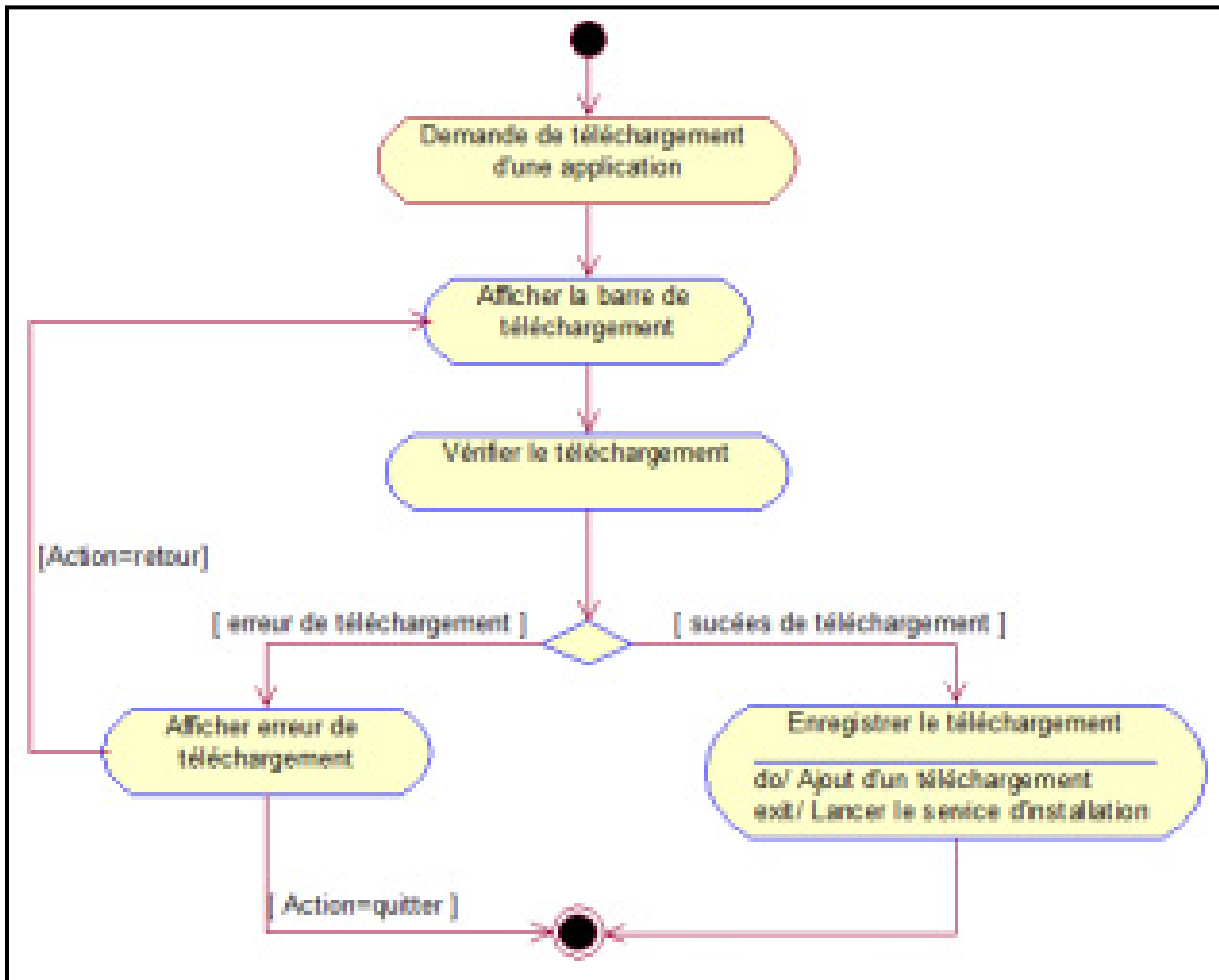 Demande de téléchargement
d'une application
Afficher la barre de
téléchargement
Vérifier le téléchargement
[Action=retour]
[ erreur de téléchargement ]
[ sucées de téléchargement ]
Afficher erreur de
téléchargement
Enregistrer le téléchargement
do/ Ajout d'un téléchargement
exit/ Lancer le service d'installation
[ Action=quitter ]